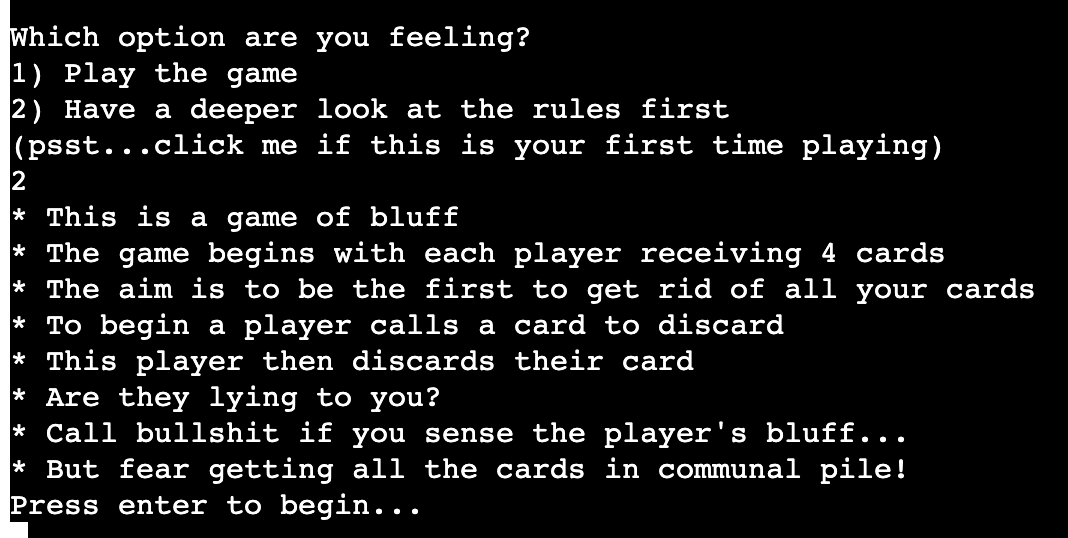 Which option are you feeling?
1) Play the game
2) Have a deeper look at the rules first
(psst...click me if this is your first time playing)
2
* This is a game of bluff
* The game begins with each player receiving 4 cards
* The aim is to be the first to get rid of all your cards
* To begin a player calls a card to discard
* This player then discards their card
* Are they lying to you?
* Call bullshit if you sense the player's bluff...
* But fear getting all the cards in communal pile!
Press enter to begin...